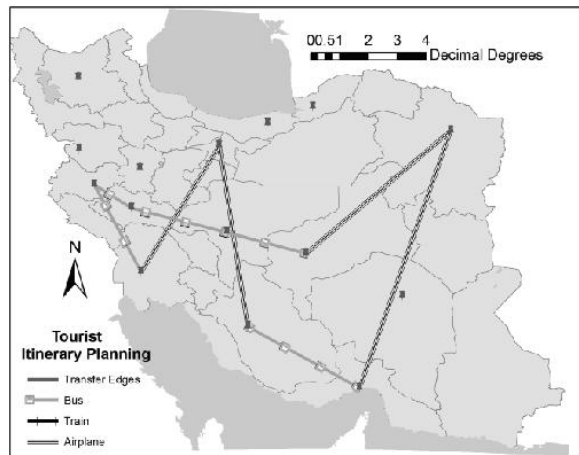 00.51 2 3 4
Decimal Degrees
N
Tourist
Itinerary Planning
Transfer Edges
Bus
Train
Airplane